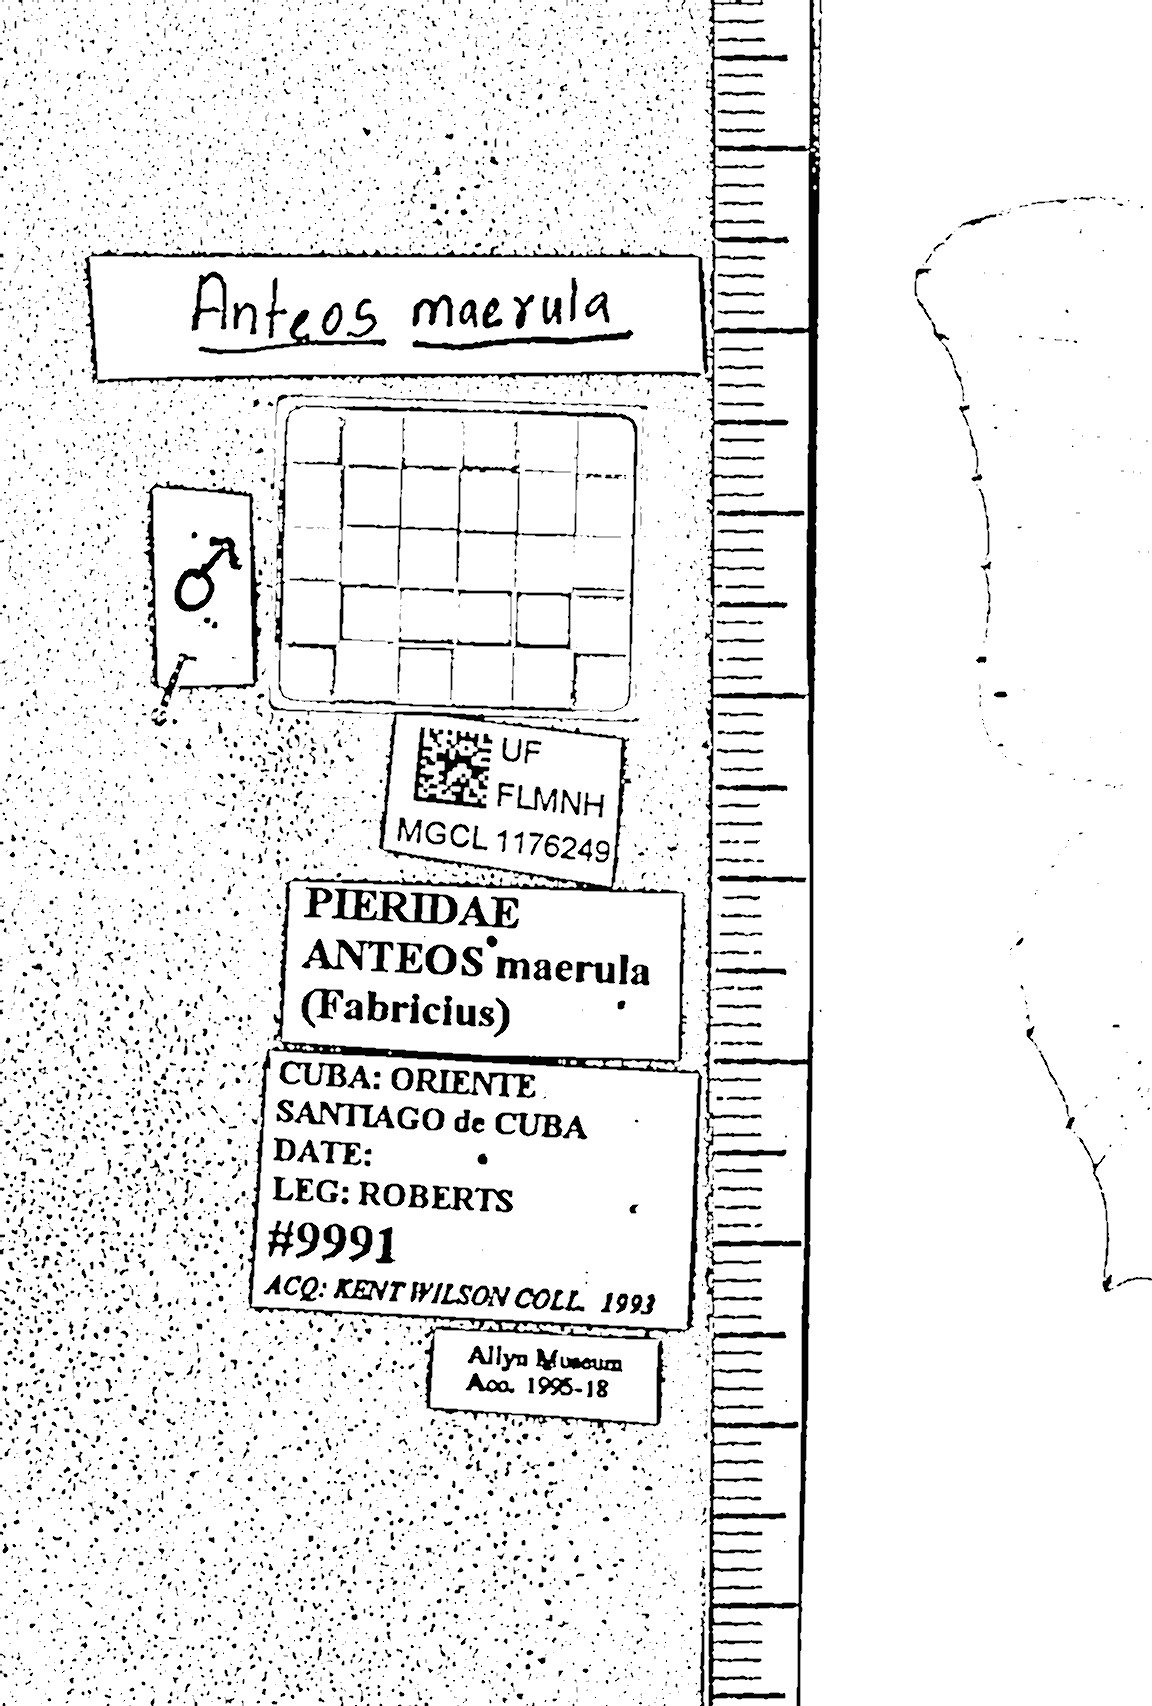 Anteos maerula
♂
UF
FLMNH
MGCL 1176249
PIERIDAE
ANTEOS maerula
(Fabricius)
CUBA: ORIENTE
SANTIAGO de CUBA
DATE:
LEG: ROBERTS
#9991
ACQ: KENT WILSON COLL. 1993
Allyn Museum
Acc. 1995-18